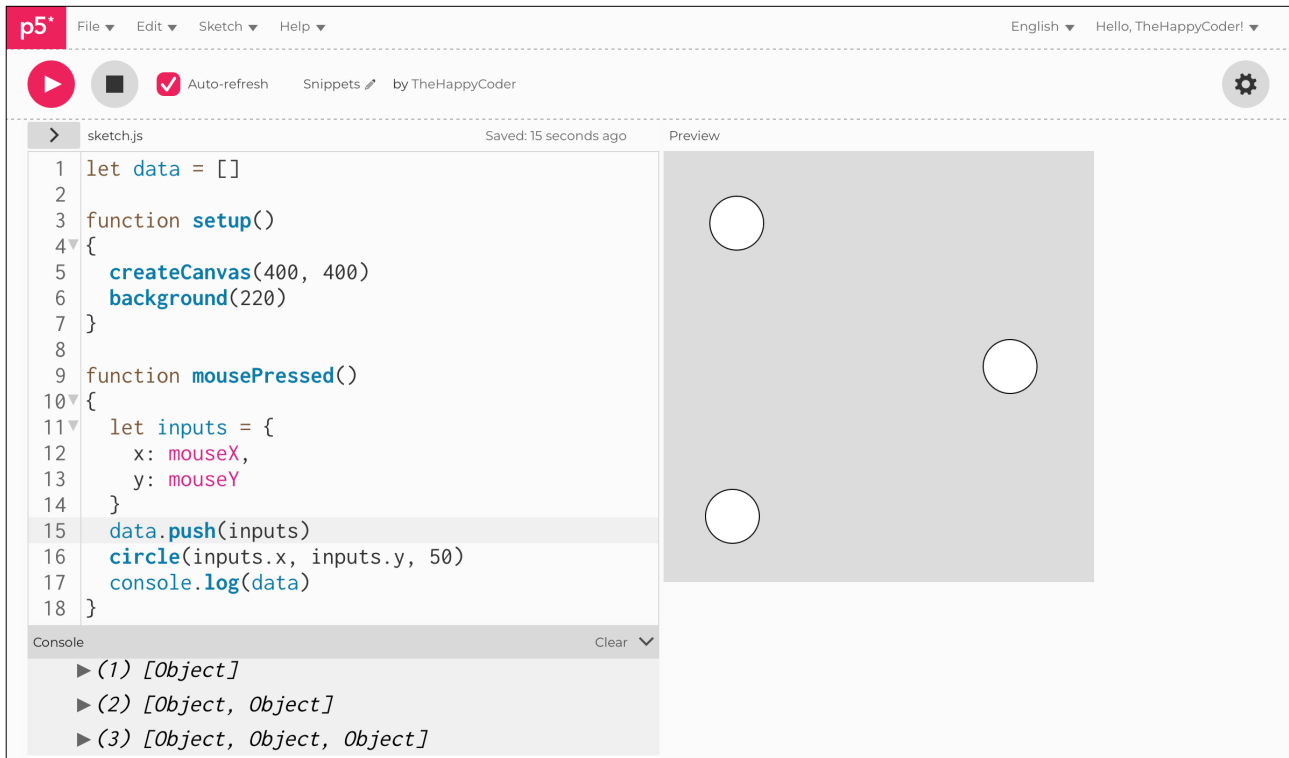 p5* File Edit Sketch Help English Hello, TheHappyCoder!
Auto-refresh Snippets by TheHappyCoder
> sketch.js Saved: 15 seconds ago Preview
1 let data = []
2
3 function setup()
4 {
5   createCanvas(400, 400)
6   background(220)
7 }
8
9 function mousePressed()
10 {
11   let inputs = {
12     x: mouseX,
13     y: mouseY
14   }
15   data.push(inputs)
16   circle(inputs.x, inputs.y, 50)
17   console.log(data)
18 }
Console Clear
(1) [Object]
(2) [Object, Object]
(3) [Object, Object, Object]